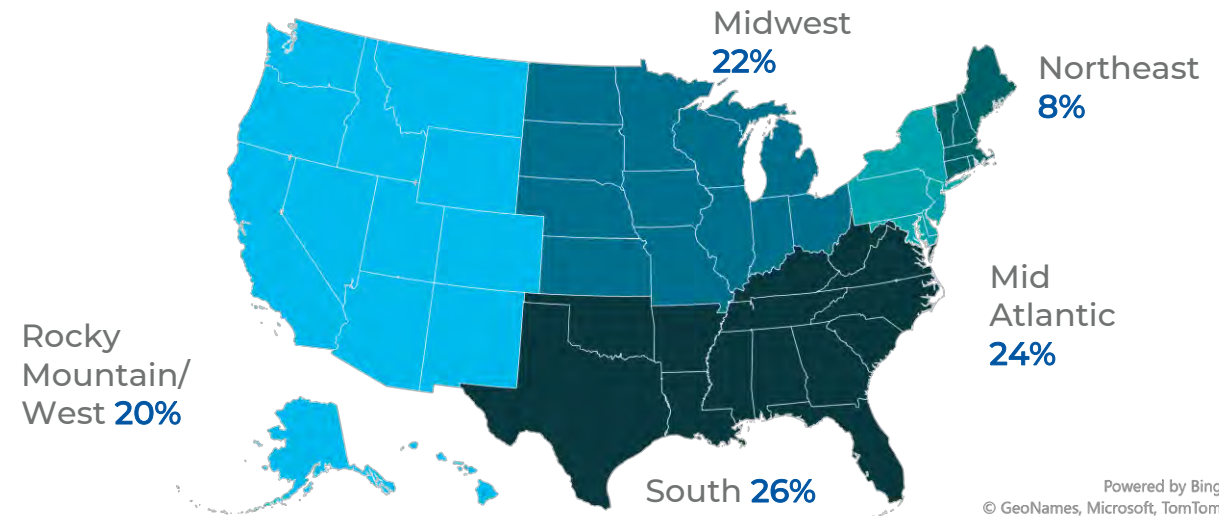 Midwest
22%
Northeast
8%
Mid
Atlantic
24%
Rocky
Mountain/
West 20%
South 26%
Powered by Bing
© GeoNames, Microsoft, TomTom